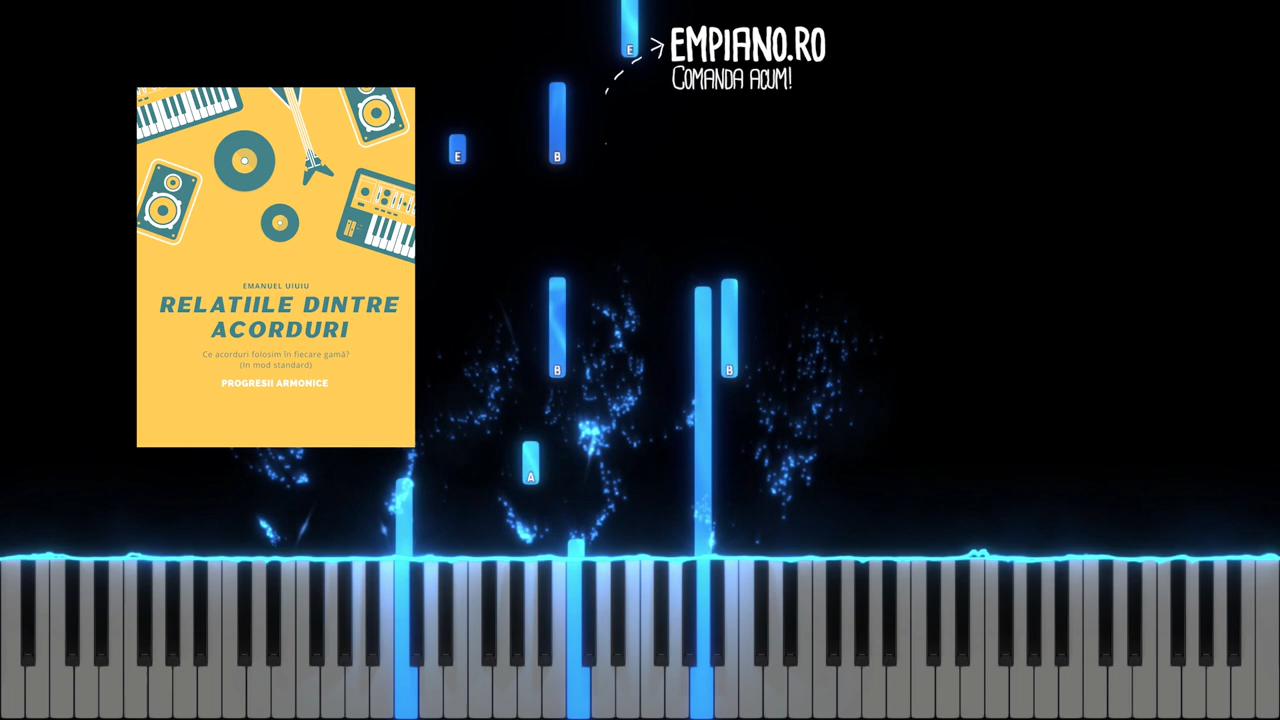 E
EMPIANO.RO
COMANDA ACUM!
E
B
EMANUEL UIUIU
RELATIILE DINTRE
ACORDURI
Ce acorduri folosim în fiecare gamă?
(In mod standard)
PROGRESII ARMONICE
B
B
A